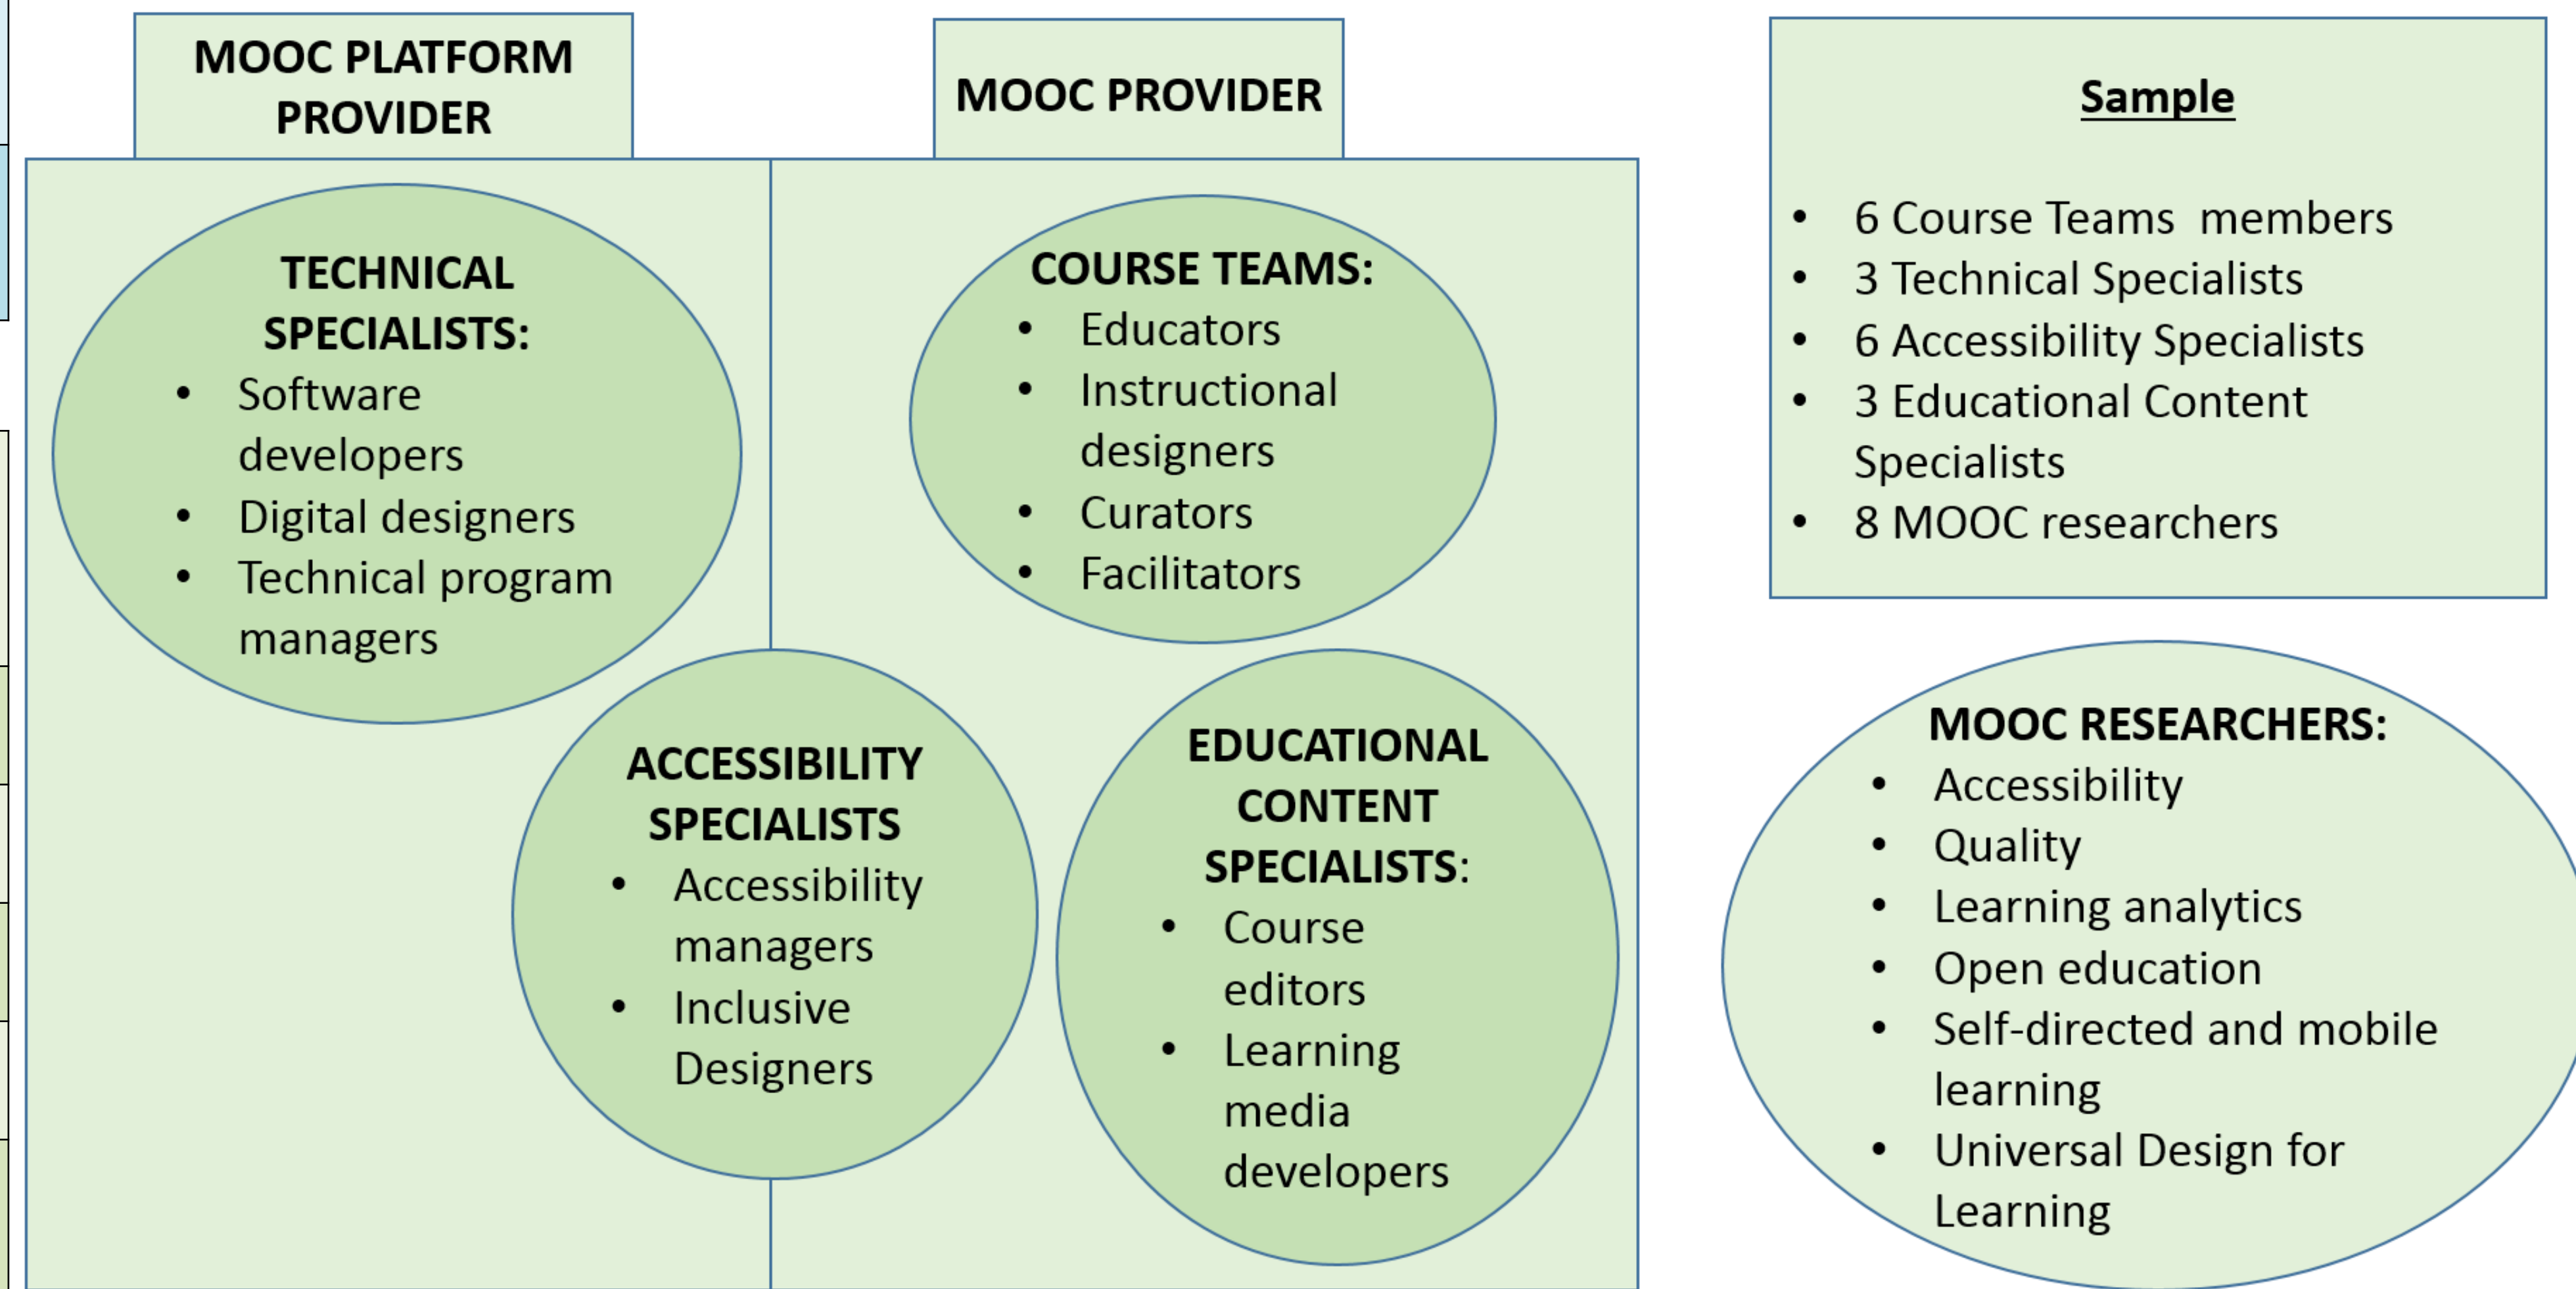 MOOC PLATFORM
PROVIDER
TECHNICAL
SPECIALISTS:
• Software
developers
• Digital designers
• Technical program
managers
MOOC PROVIDER
COURSE TEAMS:
• Educators
• Instructional
designers
• Curators
• Facilitators
ACCESSIBILITY
SPECIALISTS
• Accessibility
managers
• Inclusive
Designers
EDUCATIONAL
CONTENT
SPECIALISTS:
• Course
editors
• Learning
media
developers
Sample
• 6 Course Teams  members
• 3 Technical Specialists
• 6 Accessibility Specialists
• 3 Educational Content
Specialists
• 8 MOOC researchers
MOOC RESEARCHERS:
• Accessibility
• Quality
• Learning analytics
• Open education
• Self-directed and mobile
learning
• Universal Design for
Learning